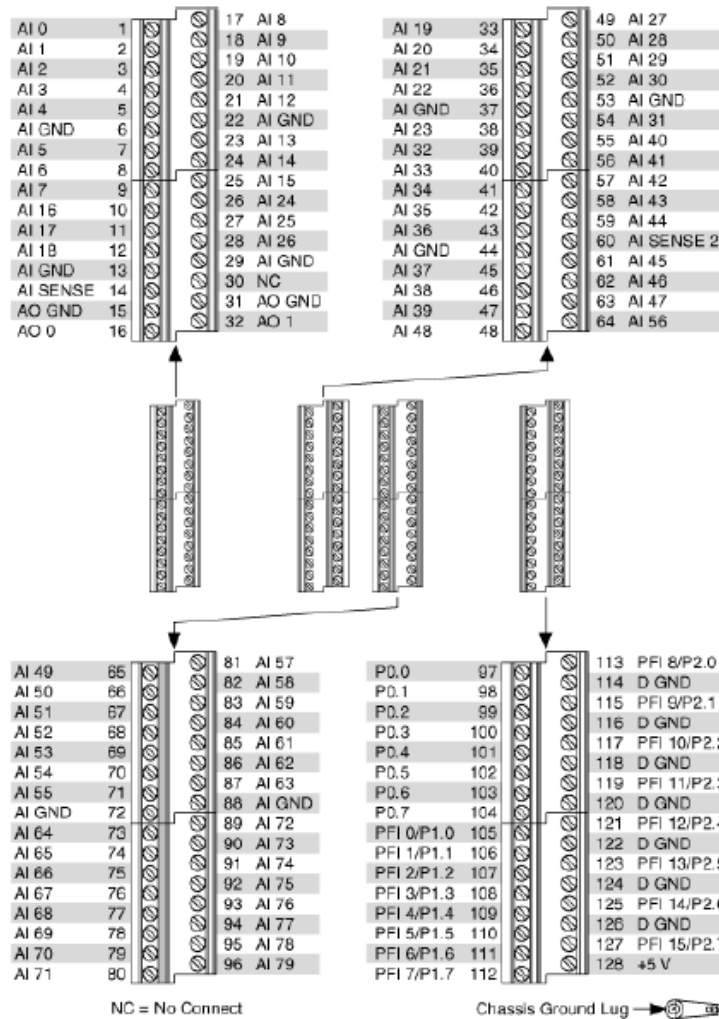 AI 0 1
AI 1 2
AI 2 3
AI 3 4
AI 4 5
AI GND 6
AI 5 7
AI 6 8
AI 7 9
AI 16 10
AI 17 11
AI 18 12
AI GND 13
AI SENSE 14
AO GND 15
AO 0 16
17 AI 8
18 AI 9
19 AI 10
20 AI 11
21 AI 12
22 AI GND
23 AI 13
24 AI 14
25 AI 15
26 AI 24
27 AI 25
28 AI 26
29 AI GND
30 NC
31 AO GND
32 AO 1
AI 19 33
AI 20 34
AI 21 35
AI 22 36
AI GND 37
AI 23 38
AI 32 39
AI 33 40
AI 34 41
AI 35 42
AI 36 43
AI GND 44
AI 37 45
AI 38 46
AI 39 47
AI 48 48
49 AI 27
50 AI 28
51 AI 29
52 AI 30
53 AI GND
54 AI 31
55 AI 40
56 AI 41
57 AI 42
58 AI 43
59 AI 44
60 AI SENSE 2
61 AI 45
62 AI 46
63 AI 47
64 AI 56
AI 49 65
AI 50 66
AI 51 67
AI 52 68
AI 53 69
AI 54 70
AI 55 71
AI GND 72
AI 64 73
AI 65 74
AI 66 75
AI 67 76
AI 68 77
AI 69 78
AI 70 79
AI 71 80
81 AI 57
82 AI 58
83 AI 59
84 AI 60
85 AI 61
86 AI 62
87 AI 63
88 AI GND
89 AI 72
90 AI 73
91 AI 74
92 AI 75
93 AI 76
94 AI 77
95 AI 78
96 AI 79
P0.0 97
P0.1 98
P0.2 99
P0.3 100
P0.4 101
P0.5 102
P0.6 103
P0.7 104
PFI 0/P1.0 105
PFI 1/P1.1 106
PFI 2/P1.2 107
PFI 3/P1.3 108
PFI 4/P1.4 109
PFI 5/P1.5 110
PFI 6/P1.6 111
PFI 7/P1.7 112
113 PFI 8/P2.0
114 D GND
115 PFI 9/P2.1
116 D GND
117 PFI 10/P2.2
118 D GND
119 PFI 11/P2.3
120 D GND
121 PFI 12/P2.4
122 D GND
123 PFI 13/P2.5
124 D GND
125 PFI 14/P2.6
126 D GND
127 PFI 15/P2.7
128 +5 V
NC = No Connect
Chassis Ground Lug